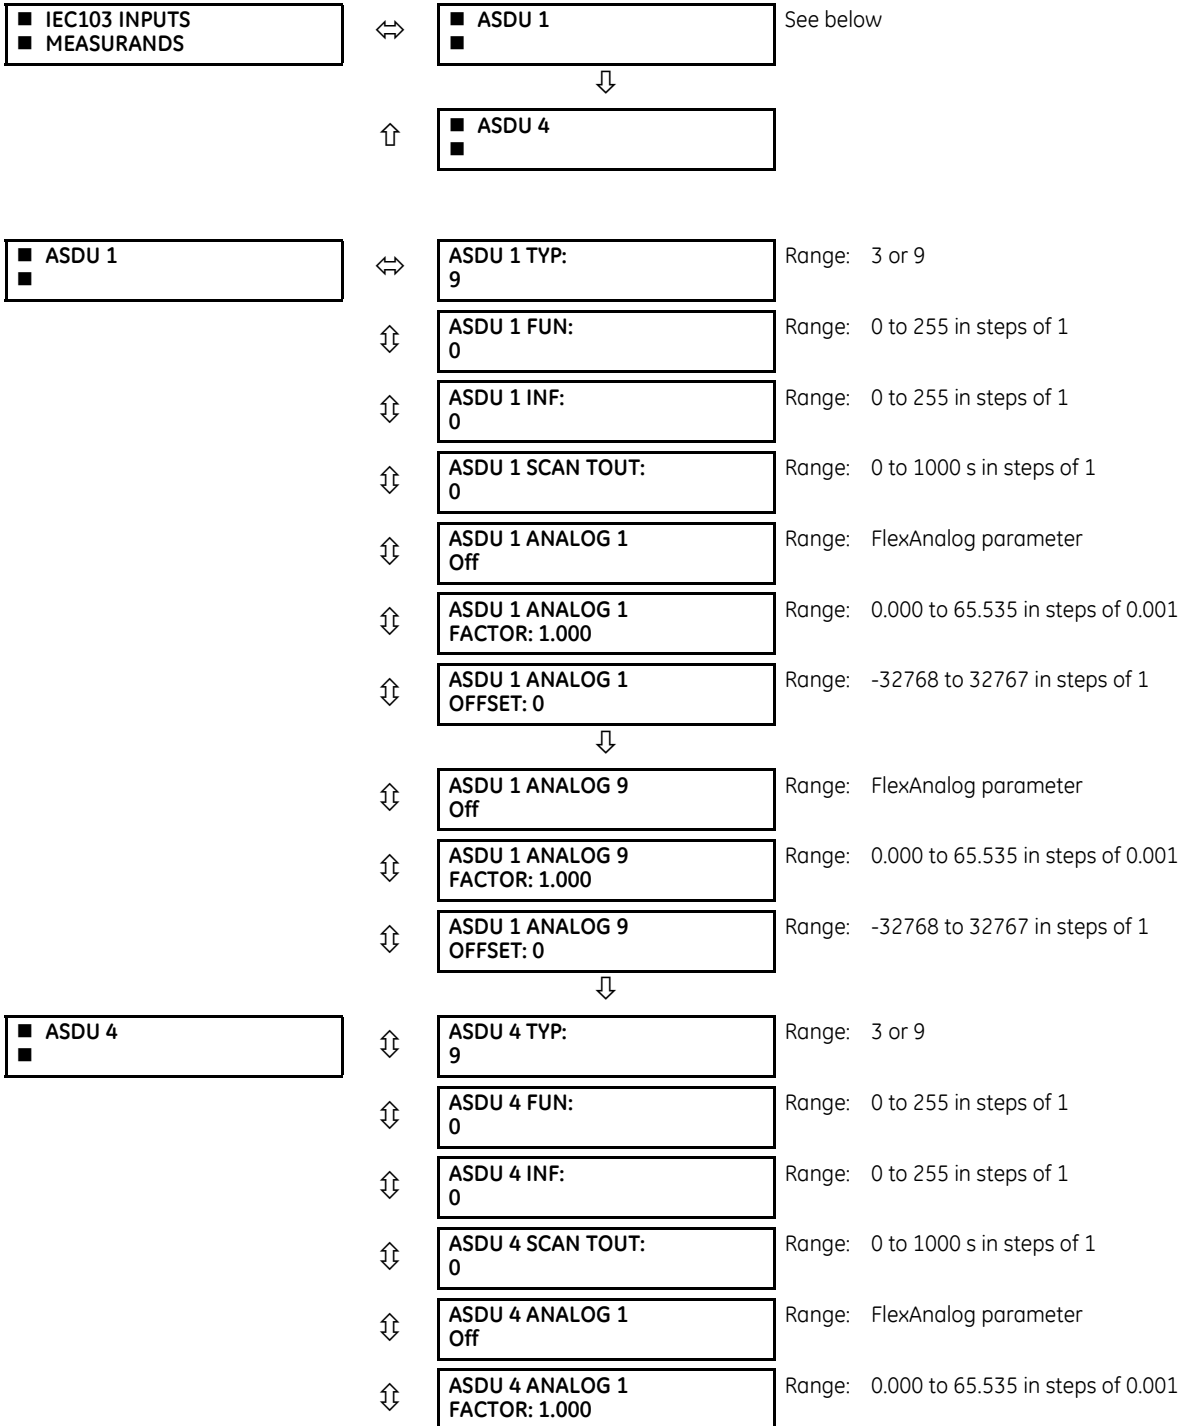 ■ IEC103 INPUTS
■ MEASURANDS
■ ASDU 1
■
See below
■ ASDU 4
■
■ ASDU 1
■
ASDU 1 TYP:
9
Range: 3 or 9
ASDU 1 FUN:
0
Range: 0 to 255 in steps of 1
ASDU 1 INF:
0
Range: 0 to 255 in steps of 1
ASDU 1 SCAN TOUT:
0
Range: 0 to 1000 s in steps of 1
ASDU 1 ANALOG 1
Off
Range: FlexAnalog parameter
ASDU 1 ANALOG 1
FACTOR: 1.000
Range: 0.000 to 65.535 in steps of 0.001
ASDU 1 ANALOG 1
OFFSET: 0
Range: -32768 to 32767 in steps of 1
ASDU 1 ANALOG 9
Off
Range: FlexAnalog parameter
ASDU 1 ANALOG 9
FACTOR: 1.000
Range: 0.000 to 65.535 in steps of 0.001
ASDU 1 ANALOG 9
OFFSET: 0
Range: -32768 to 32767 in steps of 1
■ ASDU 4
■
ASDU 4 TYP:
9
Range: 3 or 9
ASDU 4 FUN:
0
Range: 0 to 255 in steps of 1
ASDU 4 INF:
0
Range: 0 to 255 in steps of 1
ASDU 4 SCAN TOUT:
0
Range: 0 to 1000 s in steps of 1
ASDU 4 ANALOG 1
Off
Range: FlexAnalog parameter
ASDU 4 ANALOG 1
FACTOR: 1.000
Range: 0.000 to 65.535 in steps of 0.001